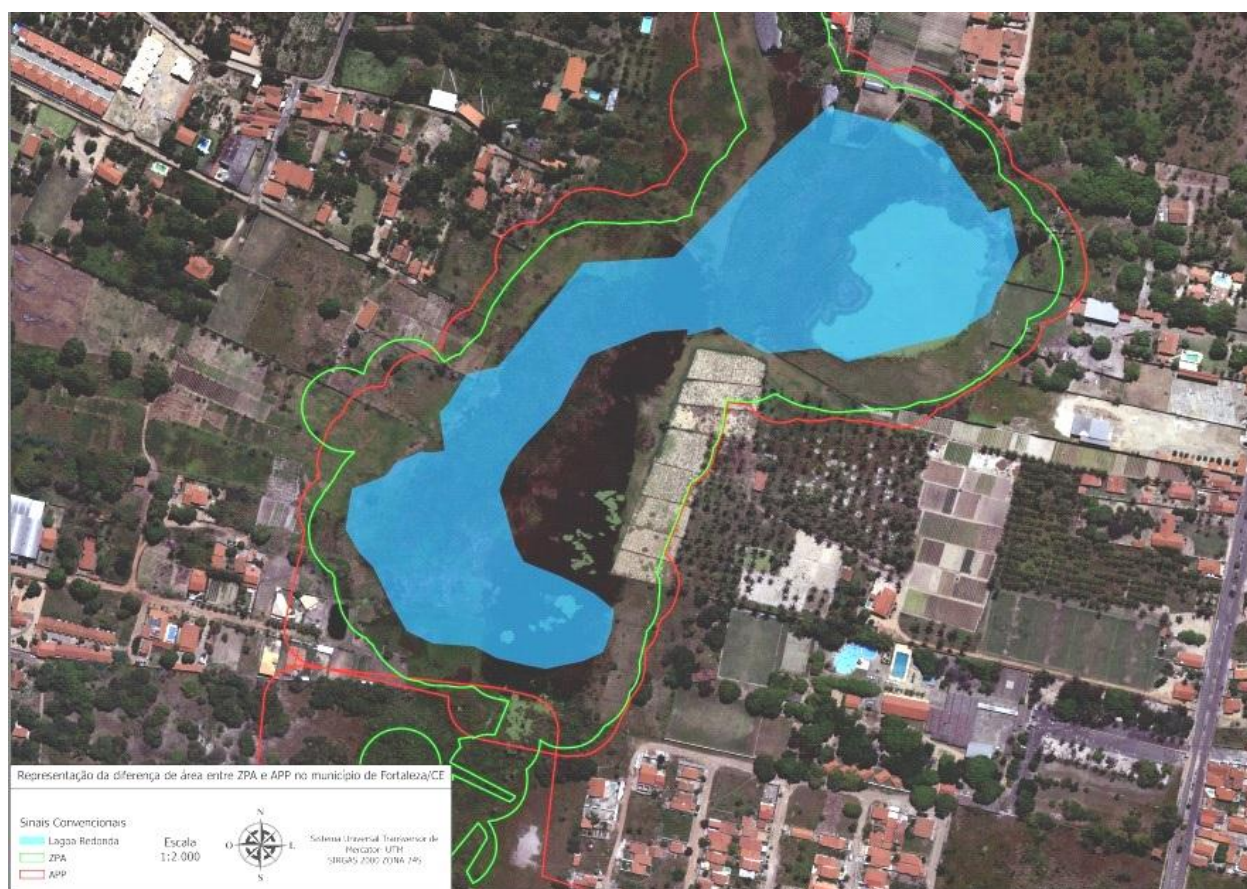 Representação da diferença de área entre ZPA e APP no município de Fortaleza/CE
Sinais Convencionais
Lagoa Redonda
ZPA
APP
Escala
1:2.000
N
O
L
S
Sistema Universal Transversor de
Mercator- UTM
SIRGAS 2000 ZONA 24S